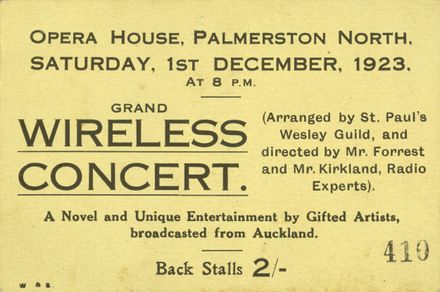 OPERA HOUSE, PALMERSTON NORTH,
SATURDAY, 1ST DECEMBER, 1923.
AT 8 P.M.
GRAND
WIRELESS
CONCERT.
(Arranged by St. Paul's
Wesley Guild, and
directed by Mr. Forrest
and Mr. Kirkland, Radio
Experts).
A Novel and Unique Entertainment by Gifted Artists,
broadcasted from Auckland.
410
Back Stalls 2/-